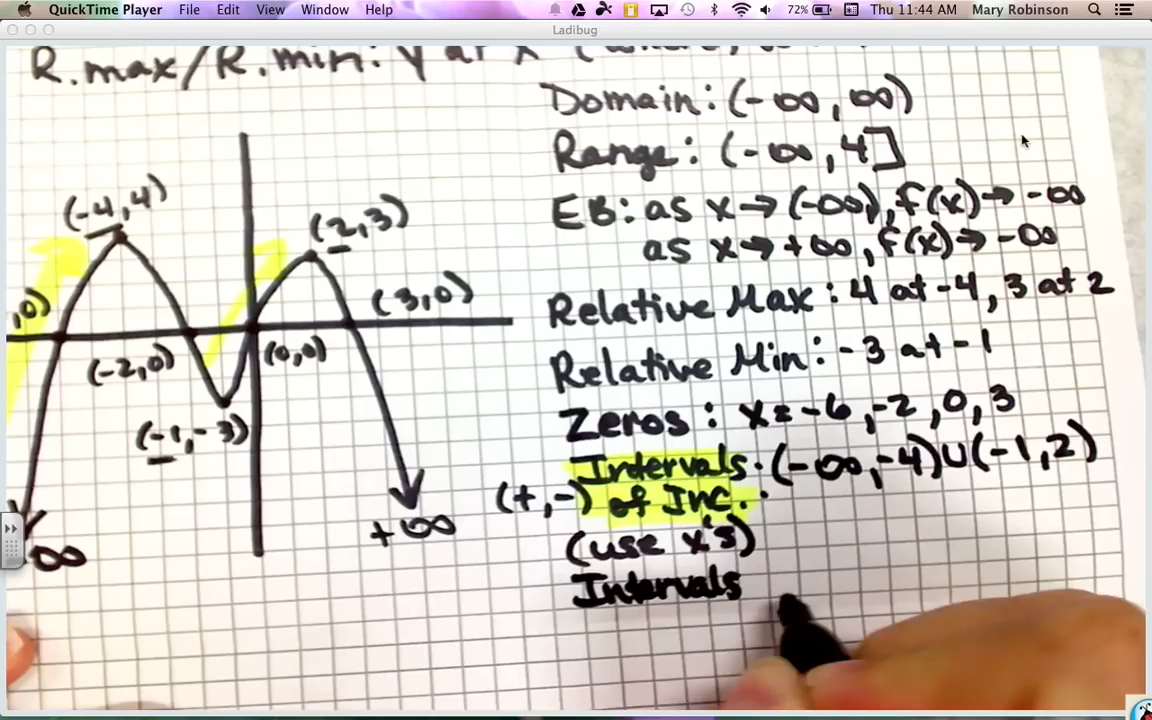 QuickTime Player File Edit View Window Help 72% Thu 11:44 AM Mary Robinson
Ladibug
R.max/R.min: y at x
Domain: (-∞, ∞)
Range: (-∞, 4]
EB: as x→(-∞), f(x)→ -∞
as x→+∞, f(x)→ -∞
Relative Max: 4 at -4, 3 at 2
Relative Min: -3 at -1
Zeros: x= -6, -2, 0, 3
Intervals (-∞, -4)∪(-1, 2)
(+, -) of Inc. :
(use x's)
Intervals
(-4, 4)
(2, 3)
, 0)
(3, 0)
(-2, 0)
(0, 0)
(-1, -3)
∞
+∞